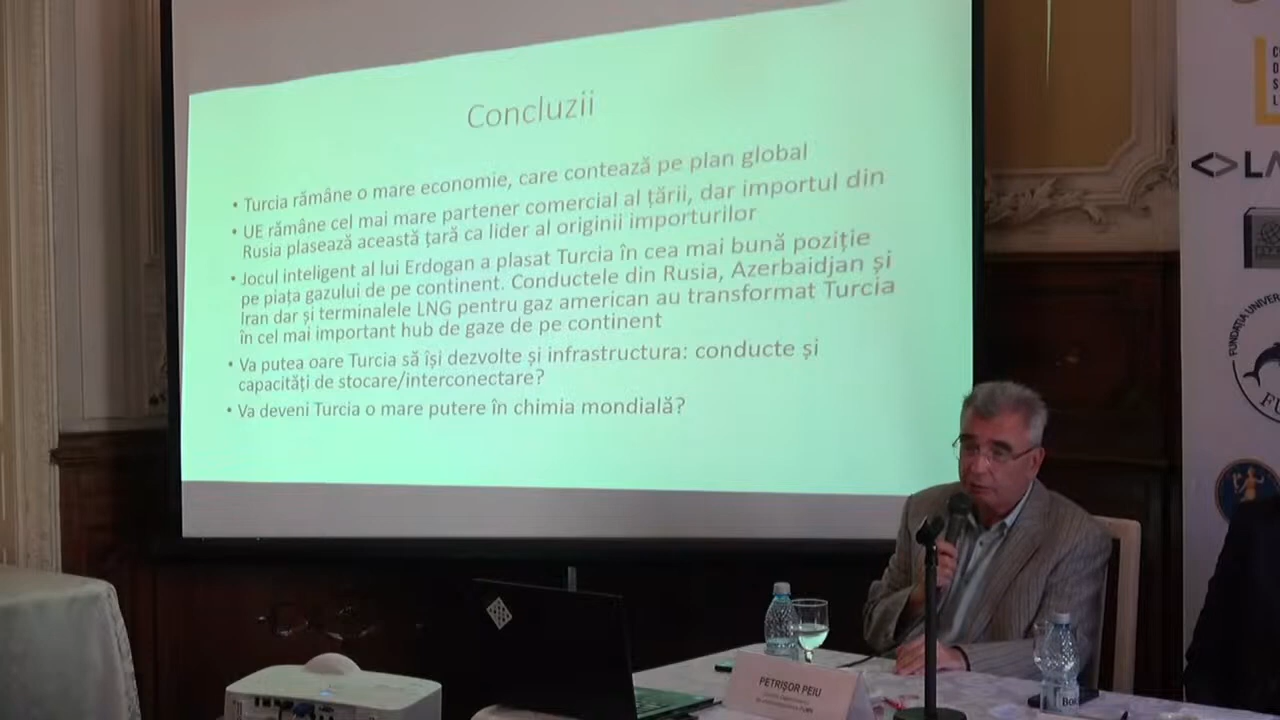 Concluzii
• Turcia rămâne o mare economie, care contează pe plan global
• UE rămâne cel mai mare partener comercial al țării, dar importul din
Rusia plasează această țară ca lider al originii importurilor
• Jocul inteligent al lui Erdogan a plasat Turcia în cea mai bună poziție
pe piața gazului de pe continent. Conductele din Rusia, Azerbaidjan și
Iran dar și terminalele LNG pentru gaz american au transformat Turcia
în cel mai important hub de gaze de pe continent
• Va putea oare Turcia să își dezvolte și infrastructura: conducte și
capacități de stocare/interconectare?
• Va deveni Turcia o mare putere în chimia mondială?
<>LA
FUNDAȚIA UNIVER
PETRIȘOR PEIU